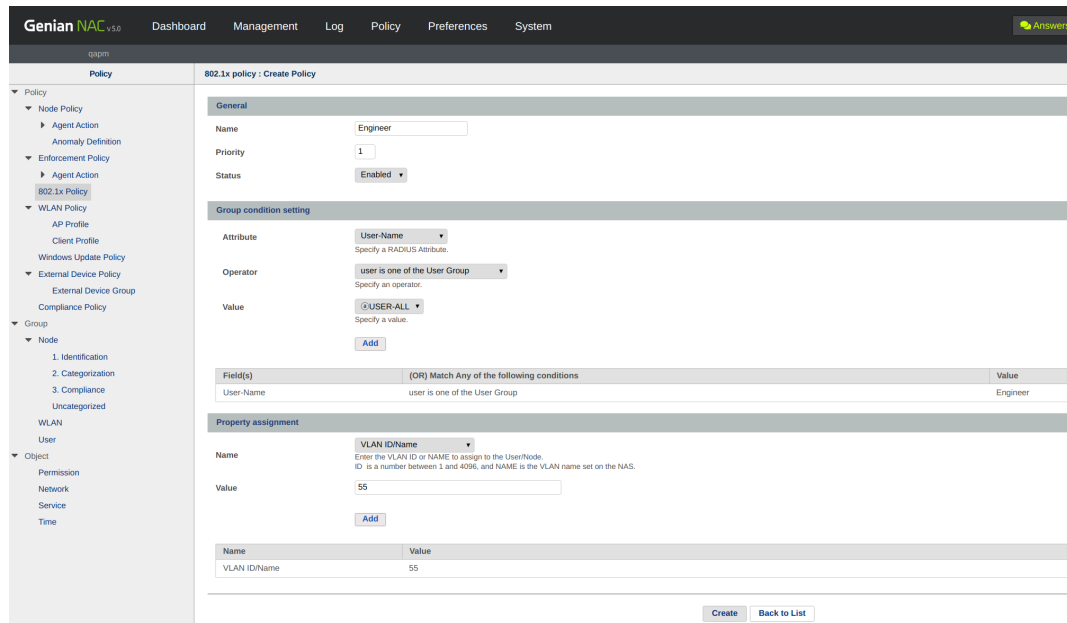 Genian NAC v5.0 Dashboard Management Log Policy Preferences System Answers
qapm
Policy 802.1x policy : Create Policy
Policy
Node Policy
Agent Action
Anomaly Definition
Enforcement Policy
Agent Action
802.1x Policy
WLAN Policy
AP Profile
Client Profile
Windows Update Policy
External Device Policy
External Device Group
Compliance Policy
Group
Node
1. Identification
2. Categorization
3. Compliance
Uncategorized
WLAN
User
Object
Permission
Network
Service
Time
General
Name Engineer
Priority 1
Status Enabled
Group condition setting
Attribute User-Name
Specify a RADIUS Attribute.
Operator user is one of the User Group
Specify an operator.
Value ⓐUSER-ALL
Specify a value.
Add
Field(s) (OR) Match Any of the following conditions Value
User-Name user is one of the User Group Engineer
Property assignment
Name VLAN ID/Name
Enter the VLAN ID or NAME to assign to the User/Node.
ID is a number between 1 and 4096, and NAME is the VLAN name set on the NAS.
Value 55
Add
Name Value
VLAN ID/Name 55
Create Back to List